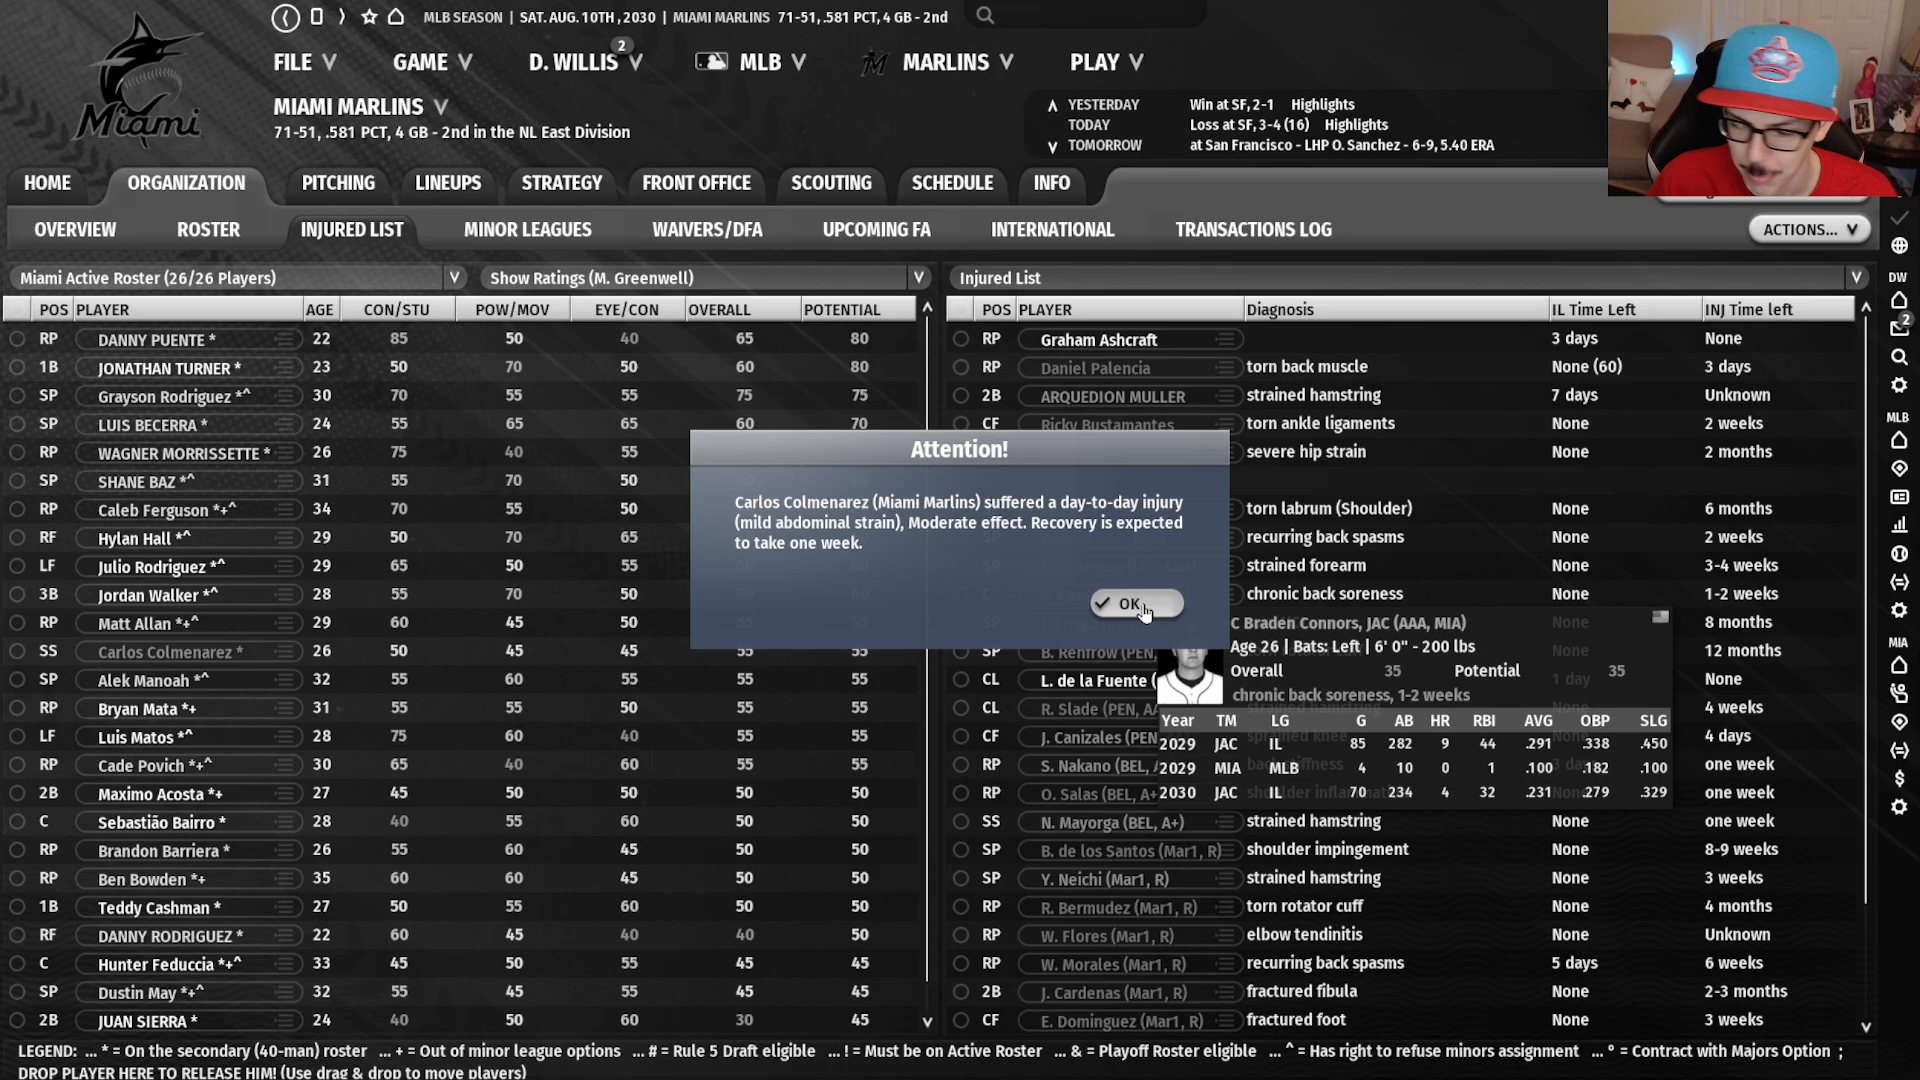 MLB SEASON | SAT. AUG. 10TH, 2030 | MIAMI MARLINS 71-51, .581 PCT, 4 GB - 2nd
FILE GAME D. WILLIS 2 MLB MARLINS PLAY
Miami
MIAMI MARLINS
71-51, .581 PCT, 4 GB - 2nd in the NL East Division
YESTERDAY Win at SF, 2-1 Highlights
TODAY Loss at SF, 3-4 (16) Highlights
TOMORROW at San Francisco - LHP O. Sanchez - 6-9, 5.40 ERA
HOME ORGANIZATION PITCHING LINEUPS STRATEGY FRONT OFFICE SCOUTING SCHEDULE INFO
OVERVIEW ROSTER INJURED LIST MINOR LEAGUES WAIVERS/DFA UPCOMING FA INTERNATIONAL TRANSACTIONS LOG ACTIONS...
Miami Active Roster (26/26 Players) Show Ratings (M. Greenwell)
POS PLAYER AGE CON/STU POW/MOV EYE/CON OVERALL POTENTIAL
RP DANNY PUENTE * 22 85 50 40 65 80
1B JONATHAN TURNER * 23 50 70 50 60 80
SP Grayson Rodriguez *^ 30 70 55 55 75 75
SP LUIS BECERRA * 24 55 65 65 60 70
RP WAGNER MORRISSETTE * 26 75 40 55
SP SHANE BAZ *^ 31 55 70 50
RP Caleb Ferguson *+^ 34 70 55 50
RF Hylan Hall *^ 29 50 70 65
LF Julio Rodriguez *^ 29 65 50 55
3B Jordan Walker *^ 28 55 70 50
RP Matt Allan *+^ 29 60 45 50
SS Carlos Colmenarez * 26 50 45 45 55 55
SP Alek Manoah *^ 32 55 60 55 55 55
RP Bryan Mata *+ 31 55 55 50 55 55
LF Luis Matos *^ 28 75 60 40 55 55
RP Cade Povich *+^ 30 65 40 60 55 55
2B Maximo Acosta *+ 27 45 50 50 50 50
C Sebastião Bairro * 28 40 55 60 50 50
RP Brandon Barriera * 26 55 60 45 50 50
RP Ben Bowden *+ 35 60 60 45 50 50
1B Teddy Cashman * 27 50 55 60 50 50
RF DANNY RODRIGUEZ * 22 60 45 40 40 50
C Hunter Feduccia *+^ 33 45 50 55 45 45
SP Dustin May *+^ 32 55 45 55 45 45
2B JUAN SIERRA * 24 40 50 60 30 45
Injured List
POS PLAYER Diagnosis IL Time Left INJ Time left
RP Graham Ashcraft 3 days None
RP Daniel Palencia torn back muscle None (60) 3 days
2B ARQUEDION MULLER strained hamstring 7 days Unknown
CF Ricky Bustamantes torn ankle ligaments None 2 weeks
severe hip strain None 2 months
torn labrum (Shoulder) None 6 months
recurring back spasms None 2 weeks
strained forearm None 3-4 weeks
chronic back soreness None 1-2 weeks
8 months
SP B. Renfrow (PEN, 12 months
CL L. de la Fuente ( 1 day None
CL R. Slade (PEN, AA 4 weeks
CF J. Canizales (PEN 4 days
RP S. Nakano (BEL, one week
RP O. Salas (BEL, A+ one week
SS N. Mayorga (BEL, A+) strained hamstring None one week
SP B. de los Santos (Mar1, R) shoulder impingement None 8-9 weeks
SP Y. Neichi (Mar1, R) strained hamstring None 3 weeks
RP R. Bermudez (Mar1, R) torn rotator cuff None 4 months
RP W. Flores (Mar1, R) elbow tendinitis None Unknown
RP W. Morales (Mar1, R) recurring back spasms 5 days 6 weeks
2B J. Cardenas (Mar1, R) fractured fibula None 2-3 months
CF E. Dominguez (Mar1, R) fractured foot None 3 weeks
Attention!
Carlos Colmenarez (Miami Marlins) suffered a day-to-day injury
(mild abdominal strain), Moderate effect. Recovery is expected
to take one week.
OK
C Braden Connors, JAC (AAA, MIA)
Age 26 | Bats: Left | 6' 0" - 200 lbs
Overall 35 Potential 35
chronic back soreness, 1-2 weeks
Year TM LG G AB HR RBI AVG OBP SLG
2029 JAC IL 85 282 9 44 .291 .338 .450
2029 MIA MLB 4 10 0 1 .100 .182 .100
2030 JAC IL 70 234 4 32 .231 .279 .329
DW
2
MLB
MIA
LEGEND: ... * = On the secondary (40-man) roster ... + = Out of minor league options ... # = Rule 5 Draft eligible ... ! = Must be on Active Roster ... & = Playoff Roster eligible ... ^ = Has right to refuse minors assignment ... ° = Contract with Majors Option ;
DROP PLAYER HERE TO RELEASE HIM! (Use drag & drop to move players)